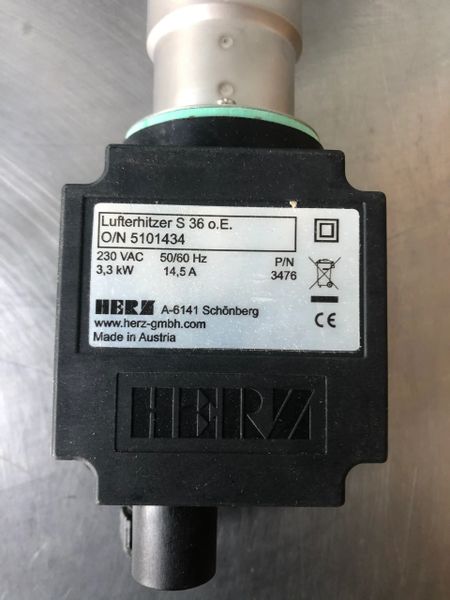 Lufterhitzer S 36 o.E.
O/N 5101434
230 VAC 50/60 Hz P/N
3,3 kW 14,5 A 3476
HERZ A-6141 Schönberg
www.herz-gmbh.com
Made in Austria
CE
HERZ